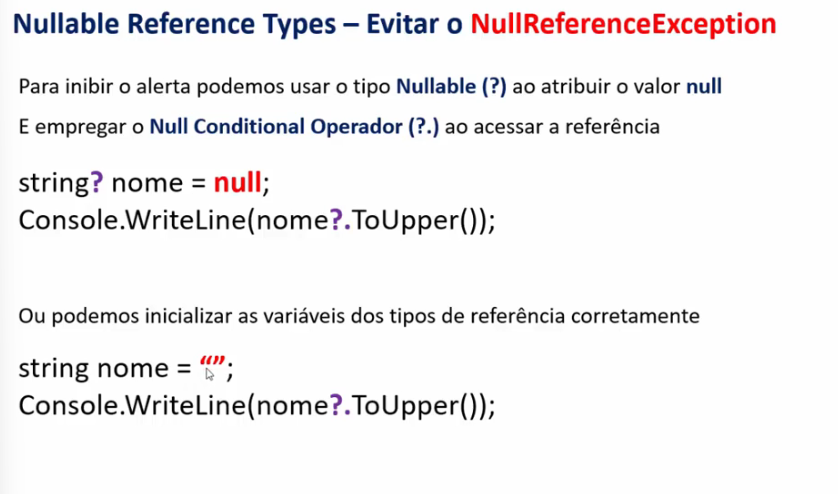 Nullable Reference Types – Evitar o NullReferenceException
Para inibir o alerta podemos usar o tipo Nullable (?) ao atribuir o valor null
E empregar o Null Conditional Operador (?.) ao acessar a referência
string? nome = null;
Console.WriteLine(nome?.ToUpper());
Ou podemos inicializar as variáveis dos tipos de referência corretamente
string nome = “”;
Console.WriteLine(nome?.ToUpper());